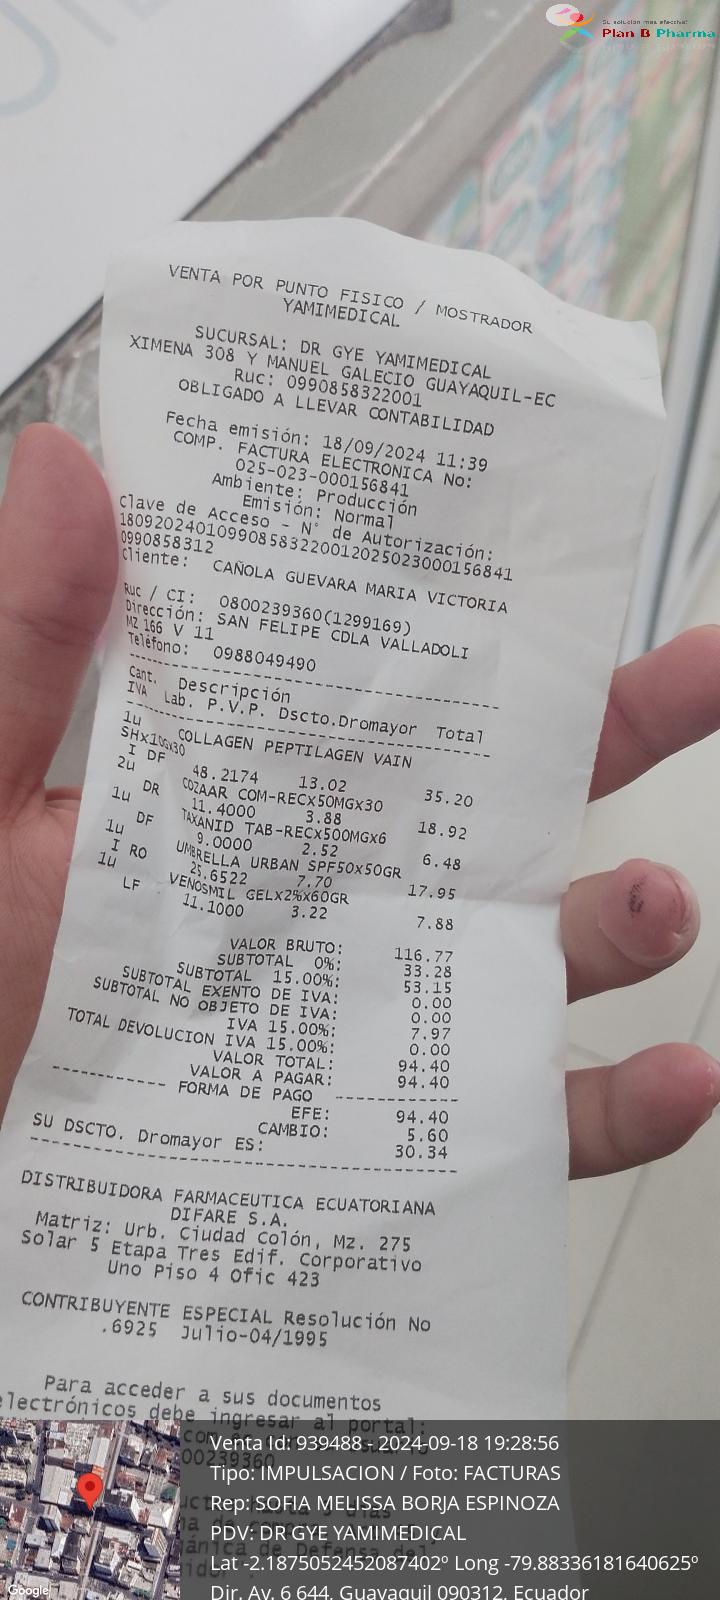 Su solución más efectiva!
Plan B Pharma
VENTA POR PUNTO FISICO / MOSTRADOR
YAMIMEDICAL
SUCURSAL: DR GYE YAMIMEDICAL
XIMENA 308 Y MANUEL GALECIO GUAYAQUIL-EC
Ruc: 0990858322001
OBLIGADO A LLEVAR CONTABILIDAD
Fecha emisión: 18/09/2024 11:39
COMP. FACTURA ELECTRONICA No:
025-023-000156841
Ambiente: Producción
Emisión: Normal
Clave de Acceso - N° de Autorización:
180920240109908583220012025023000156841
0990858312
Cliente: CAÑOLA GUEVARA MARIA VICTORIA
Ruc / CI: 0800239360(1299169)
Dirección: SAN FELIPE CDLA VALLADOLI
MZ 166 V 11
Teléfono: 0988049490
Cant. Descripción
IVA Lab. P.V.P. Dscto.Dromayor Total
1u COLLAGEN PEPTILAGEN VAIN
SHx10Gx30
I DF 48.2174 13.02 35.20
2u COZAAR COM-RECx50MGx30
DR 11.4000 3.88 18.92
1u TAXANID TAB-RECx500MGx6
DF 9.0000 2.52 6.48
1u UMBRELLA URBAN SPF50x50GR
I RO 25.6522 7.70 17.95
1u VENOSMIL GELx2%x60GR
LF 11.1000 3.22 7.88
VALOR BRUTO: 116.77
SUBTOTAL 0%: 33.28
SUBTOTAL 15.00%: 53.15
SUBTOTAL EXENTO DE IVA: 0.00
SUBTOTAL NO OBJETO DE IVA: 0.00
IVA 15.00%: 7.97
TOTAL DEVOLUCION IVA 15.00%: 0.00
VALOR TOTAL: 94.40
VALOR A PAGAR: 94.40
----------- FORMA DE PAGO -----------
EFE: 94.40
CAMBIO: 5.60
SU DSCTO. Dromayor ES: 30.34
DISTRIBUIDORA FARMACEUTICA ECUATORIANA
DIFARE S.A.
Matriz: Urb. Ciudad Colón, Mz. 275
Solar 5 Etapa Tres Edif. Corporativo
Uno Piso 4 Ofic 423
CONTRIBUYENTE ESPECIAL Resolución No
.6925 Julio-04/1995
Para acceder a sus documentos
electrónicos debe ingresar al portal:
Venta Id: 939488 - 2024-09-18 19:28:56
Tipo: IMPULSACION / Foto: FACTURAS
Rep: SOFIA MELISSA BORJA ESPINOZA
PDV: DR GYE YAMIMEDICAL
Lat -2.1875052452087402º Long -79.88336181640625º
Dir. Av. 6 644, Guayaquil 090312, Ecuador
Google